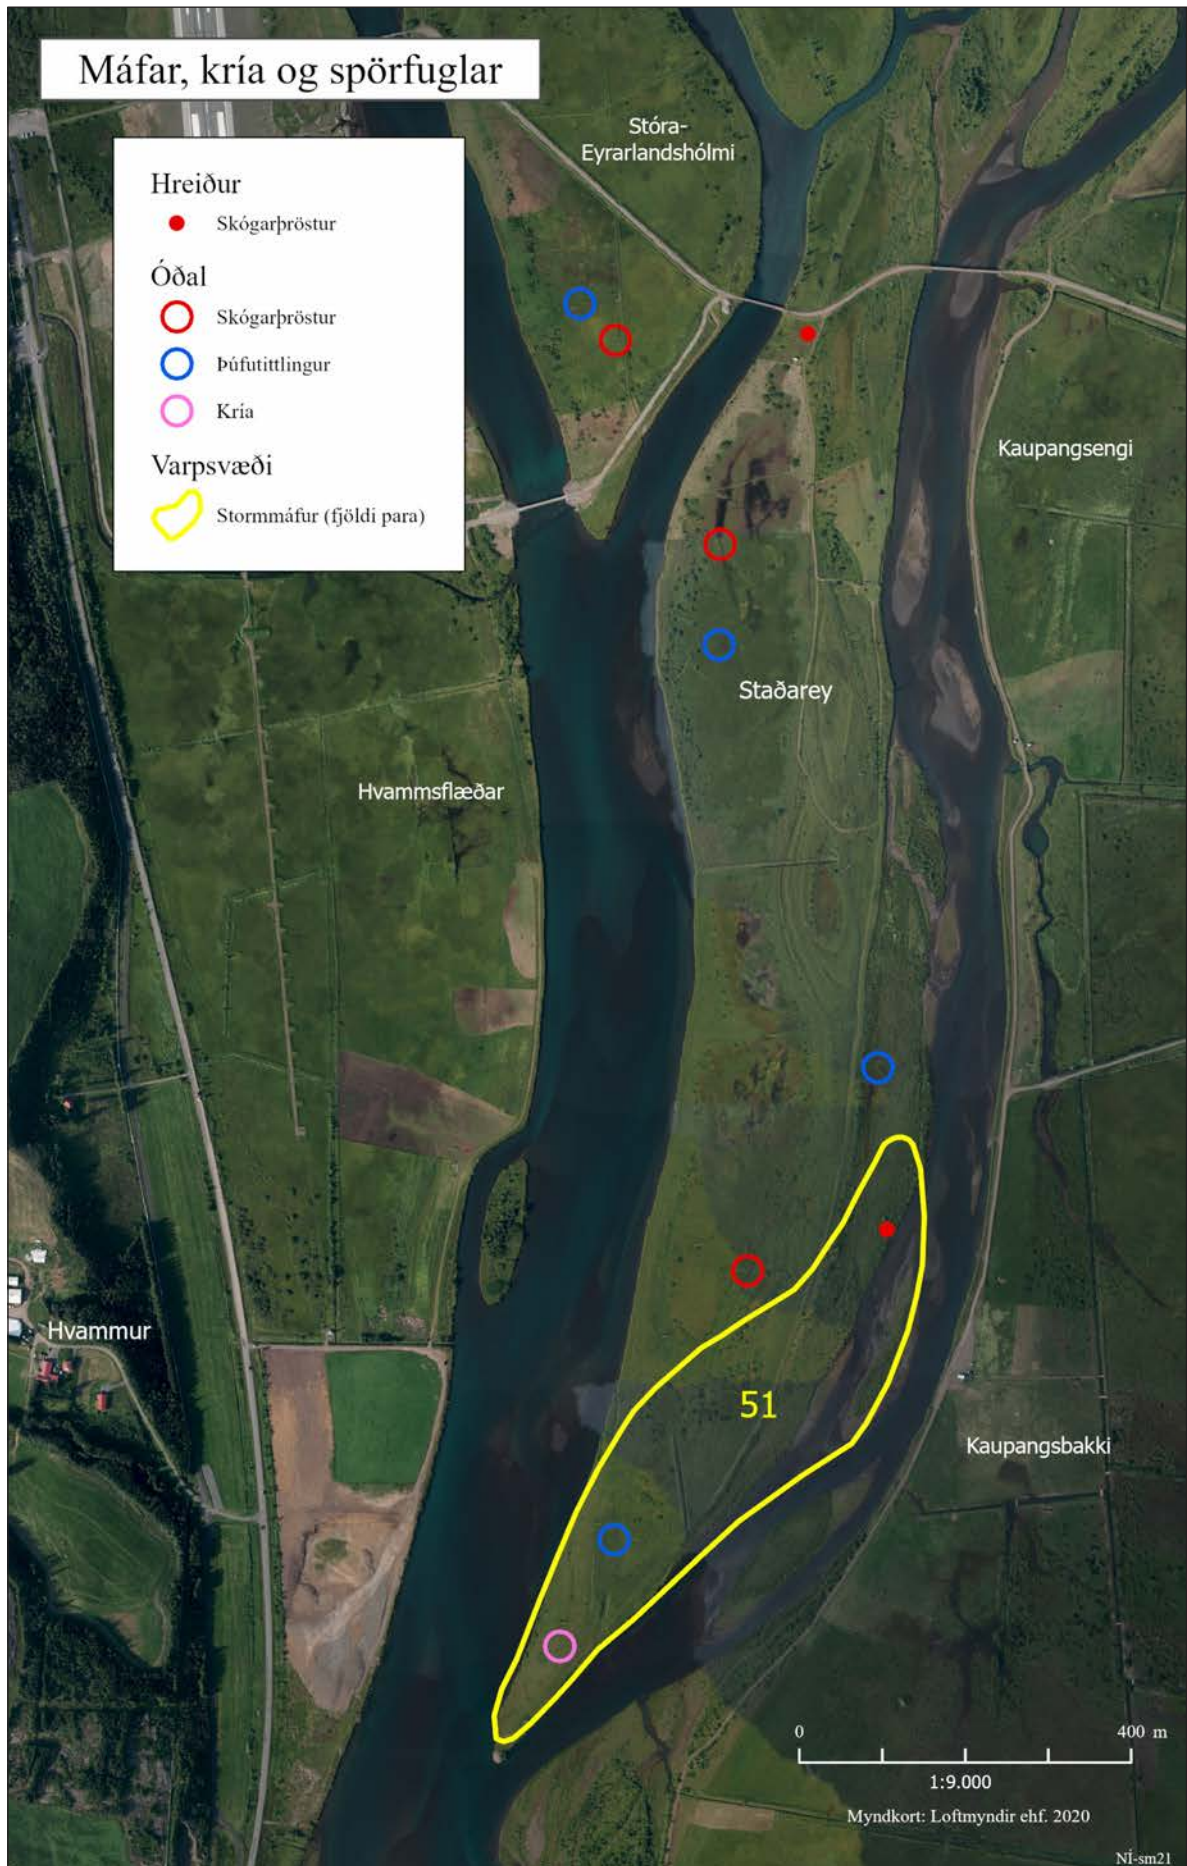 Máfar, kría og spörfuglar
Hreiður
Skógarþröstur
Óðal
Skógarþröstur
Þúfutittlingur
Kría
Varpsvæði
Stormmáfur (fjöldi para)
Stóra-
Eyrarlandshólmi
Kaupangsengi
Staðarey
Hvammsflæðar
Hvammur
51
Kaupangsbakki
0 400 m
1:9.000
Myndkort: Loftmyndir ehf. 2020
NÍ-sm21